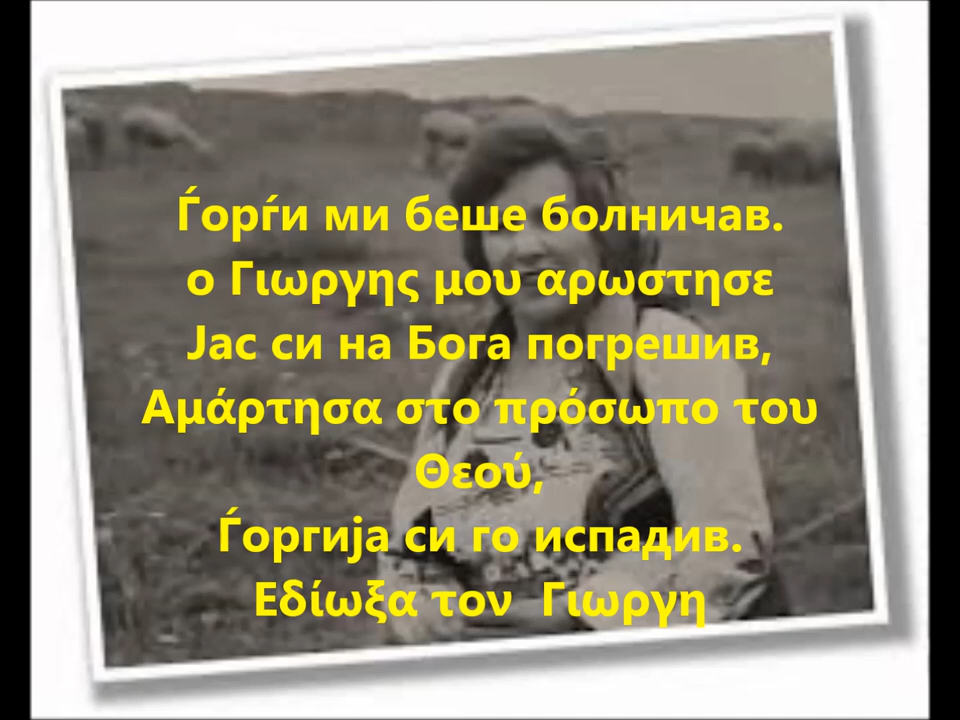 Ѓорѓи ми беше болничав.
ο Γιωργης μου αρωστησε
Јас си на Бога погрешив,
Αμάρτησα στο πρόσωπο του
Θεού,
Ѓоргија си го испадив.
Εδίωξα τον Γιωργη